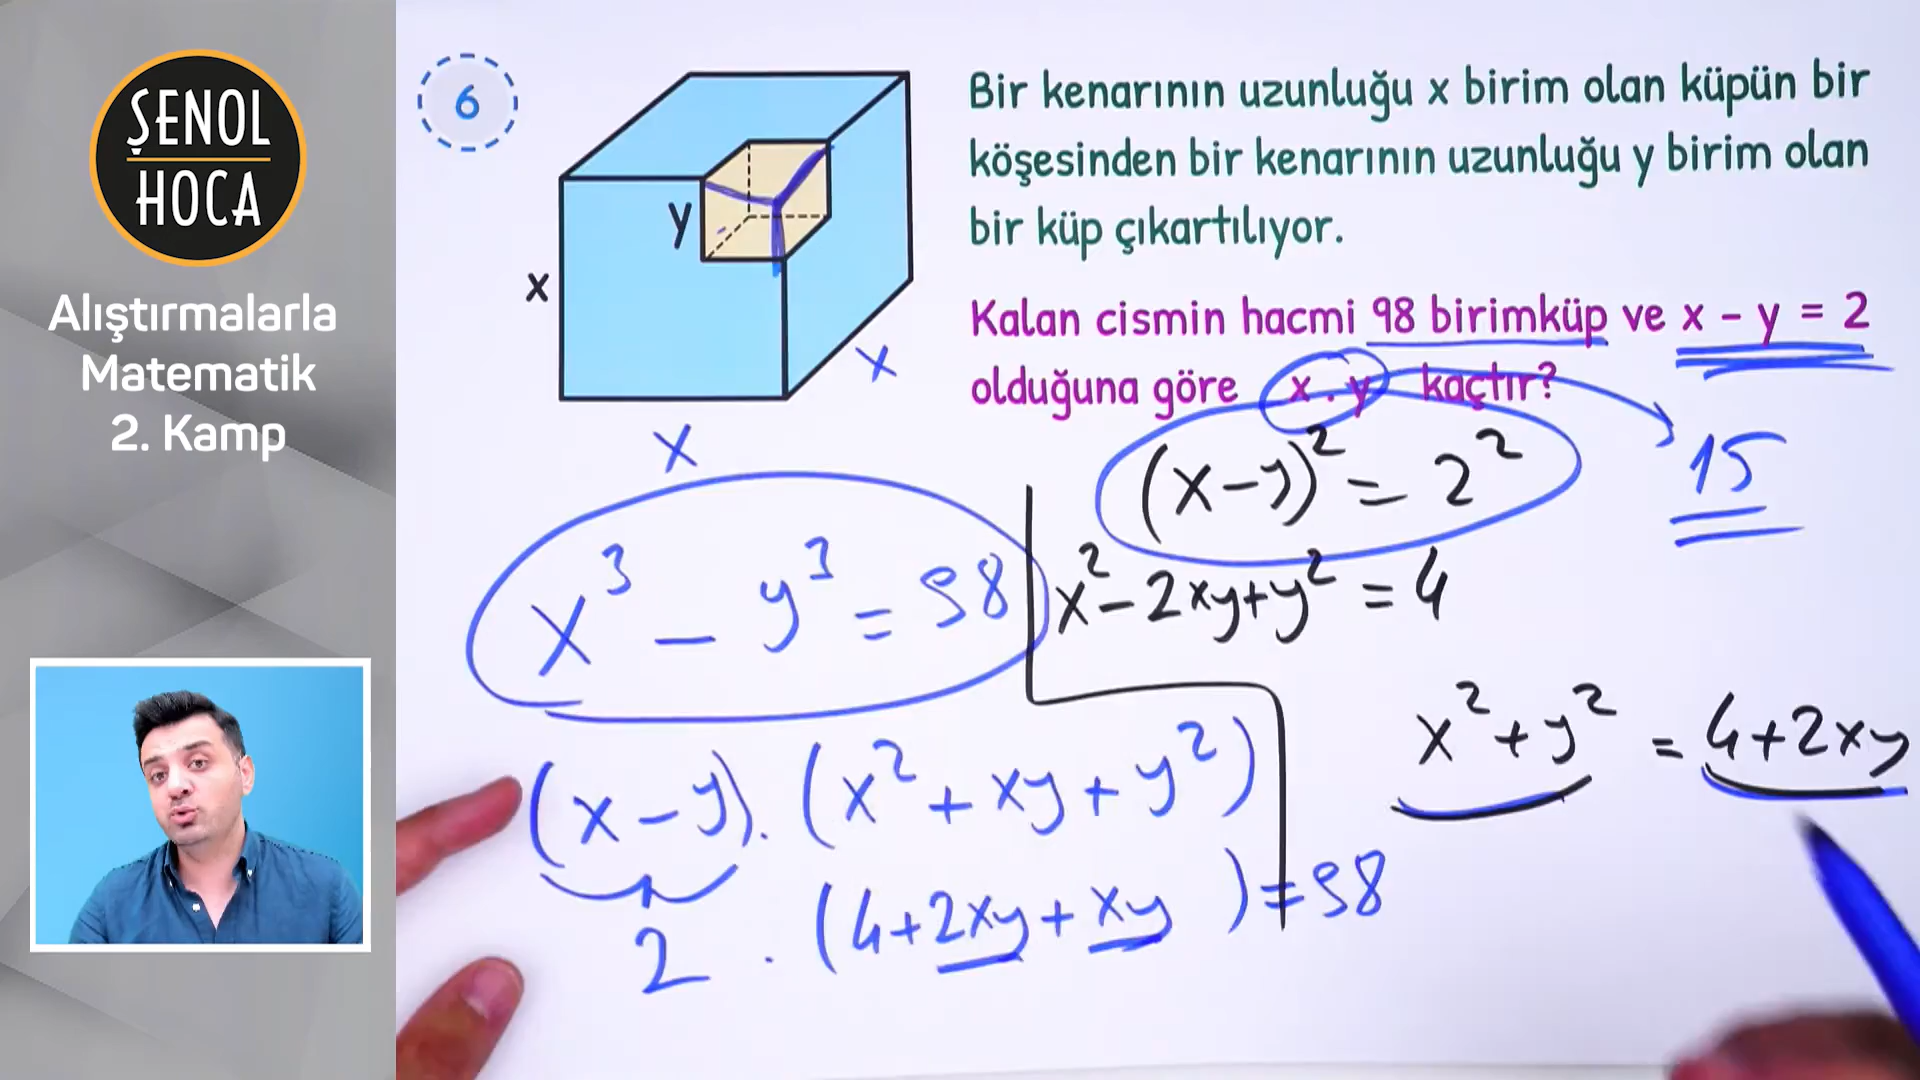 ŞENOL
HOCA
Alıştırmalarla
Matematik
2. Kamp
6
Bir kenarının uzunluğu x birim olan küpün bir
köşesinden bir kenarının uzunluğu y birim olan
bir küp çıkartılıyor.
Kalan cismin hacmi 98 birimküp ve x - y = 2
olduğuna göre x . y kaçtır?
y
x
x
x
15
(x-y)² = 2²
x² - 2xy + y² = 4
x³ - y³ = 98
x² + y² = 4+2xy
(x-y).(x² + xy + y²)
2 . (4+2xy+xy ) = 98